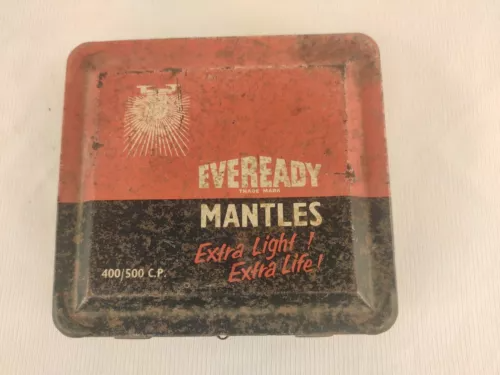 EVEREADY
TRADE MARK
MANTLES
Extra Light!
Extra Life!
400/500 C.P.